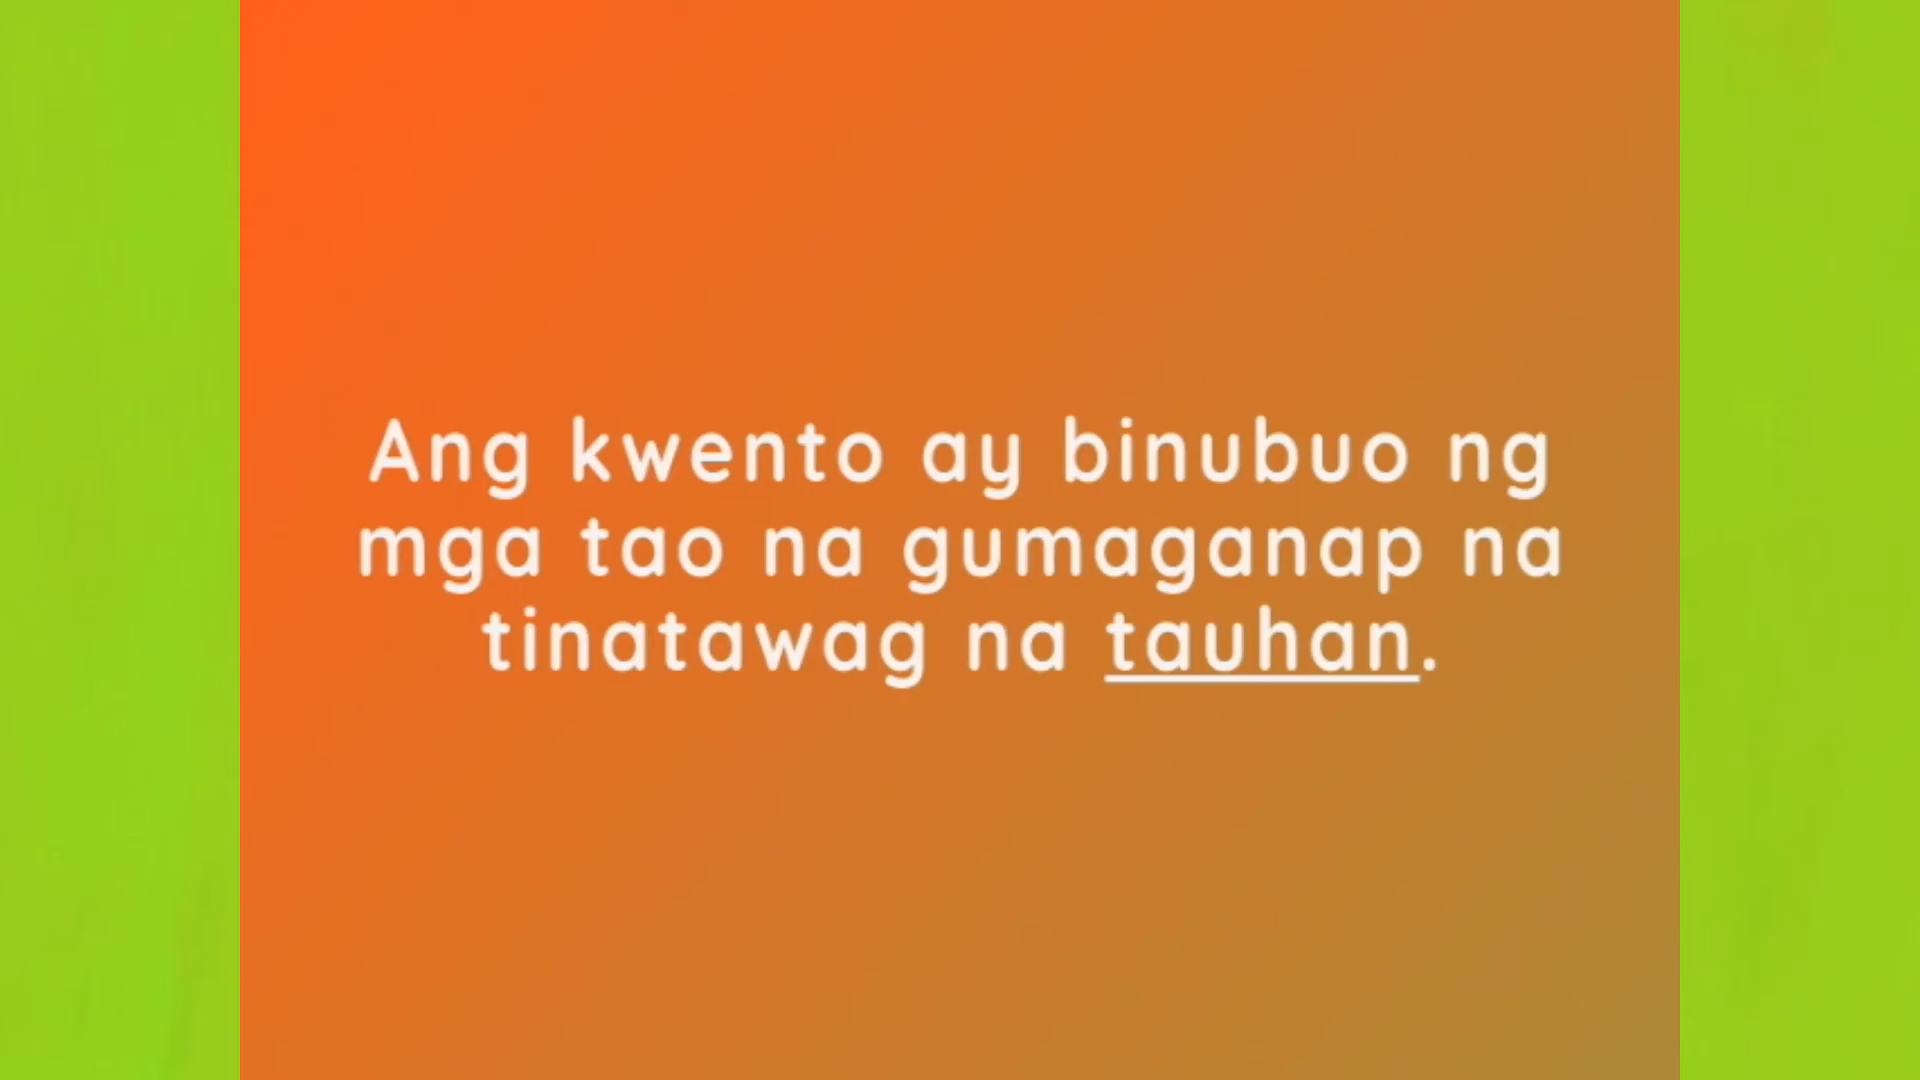 Ang kwento ay binubuo ng
mga tao na gumaganap na
tinatawag na tauhan.